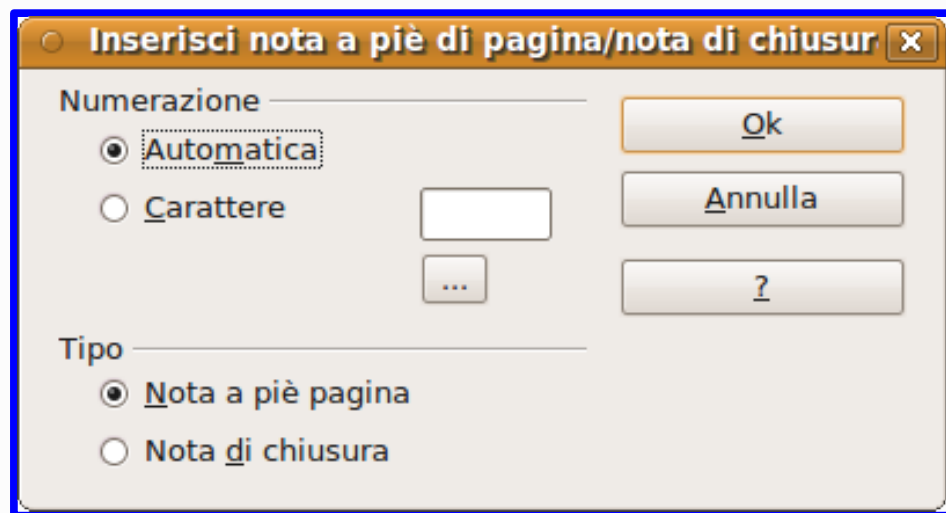 Inserisci nota a piè di pagina/nota di chiusur
Numerazione
Automatica
Carattere
...
Tipo
Nota a piè pagina
Nota di chiusura
Ok
Annulla
?